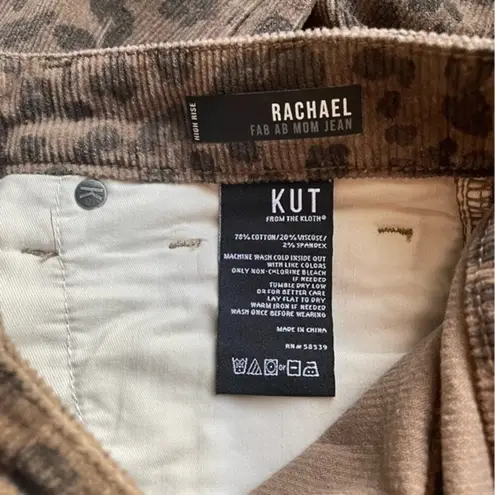 HIGH RISE
RACHAEL
FAB AB MOM JEAN
K
KUT
FROM THE KLOTH®
78% COTTON/20% VISCOSE/
2% SPANDEX
MACHINE WASH COLD INSIDE OUT
WITH LIKE COLORS
ONLY NON-CHLORINE BLEACH
IF NEEDED
TUMBLE DRY LOW
OR FOR BETTER CARE
LAY FLAT TO DRY
WARM IRON IF NEEDED
WASH ONCE BEFORE WEARING
MADE IN CHINA
RN# 58539
or